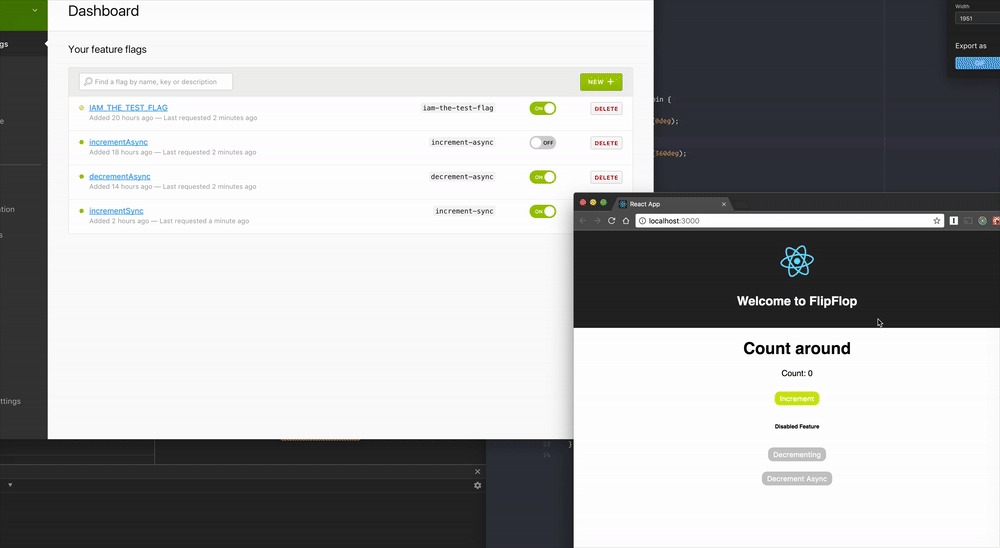 Dashboard
gs
Your feature flags
Find a flag by name, key or description
NEW +
IAM_THE_TEST_FLAG
Added 20 hours ago — Last requested 2 minutes ago
iam-the-test-flag
ON
DELETE
incrementAsync
Added 18 hours ago — Last requested 2 minutes ago
increment-async
OFF
DELETE
decrementAsync
Added 14 hours ago — Last requested 2 minutes ago
decrement-async
ON
DELETE
incrementSync
Added 2 hours ago — Last requested a minute ago
increment-sync
ON
e
ation
s
ttings
Width
1951
Export as
GIF
in {
0deg);
360deg);
}
56
React App
localhost:3000
Welcome to FlipFlop
Count around
Count: 0
Increment
Disabled Feature
Decrementing
Decrement Async